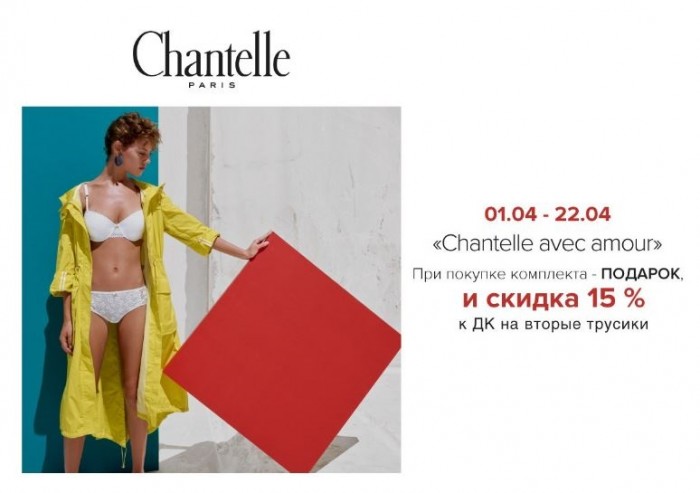 Chantelle
PARIS
01.04 - 22.04
«Chantelle avec amour»
При покупке комплекта - ПОДАРОК,
и скидка 15 %
к ДК на вторые трусики